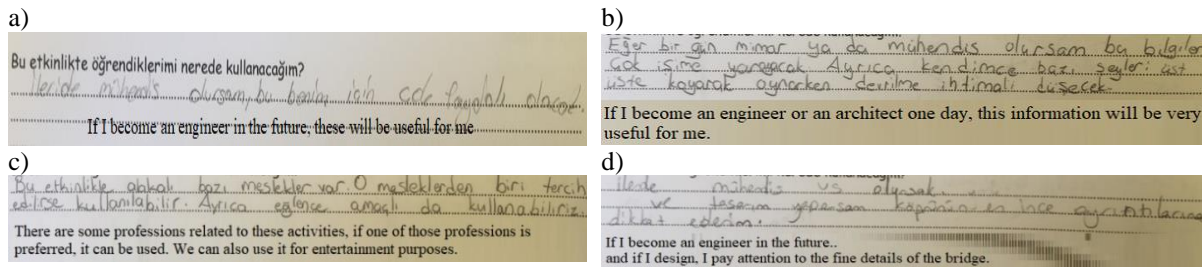 a)
Bu etkinlikte öğrendiklerimi nerede kullanacağım?
İleride mühendis olursam, bu benim için çok faydalı olacak.
If I become an engineer in the future, these will be useful for me
b)
Eğer bir gün mimar ya da mühendis olursam bu bilgiler
çok işime yarayacak Ayrıca kendimce bazı şeyleri üst
üste koyarak oynarken devrilme ihtimali düşecek.
If I become an engineer or an architect one day, this information will be very
useful for me.
c)
Bu etkinlikle alakalı bazı meslekler var. O mesleklerden biri tercih
edilirse kullanılabilir. Ayrıca eğlence amaçlı da kullanabiliriz.
There are some professions related to these activities, if one of those professions is
preferred, it can be used. We can also use it for entertainment purposes.
d)
ilerde mühendis vs olursak
ve tasarım yaparsam köprünün en ince ayrıntılarına
dikkat ederim.
If I become an engineer in the future..
and if I design, I pay attention to the fine details of the bridge.